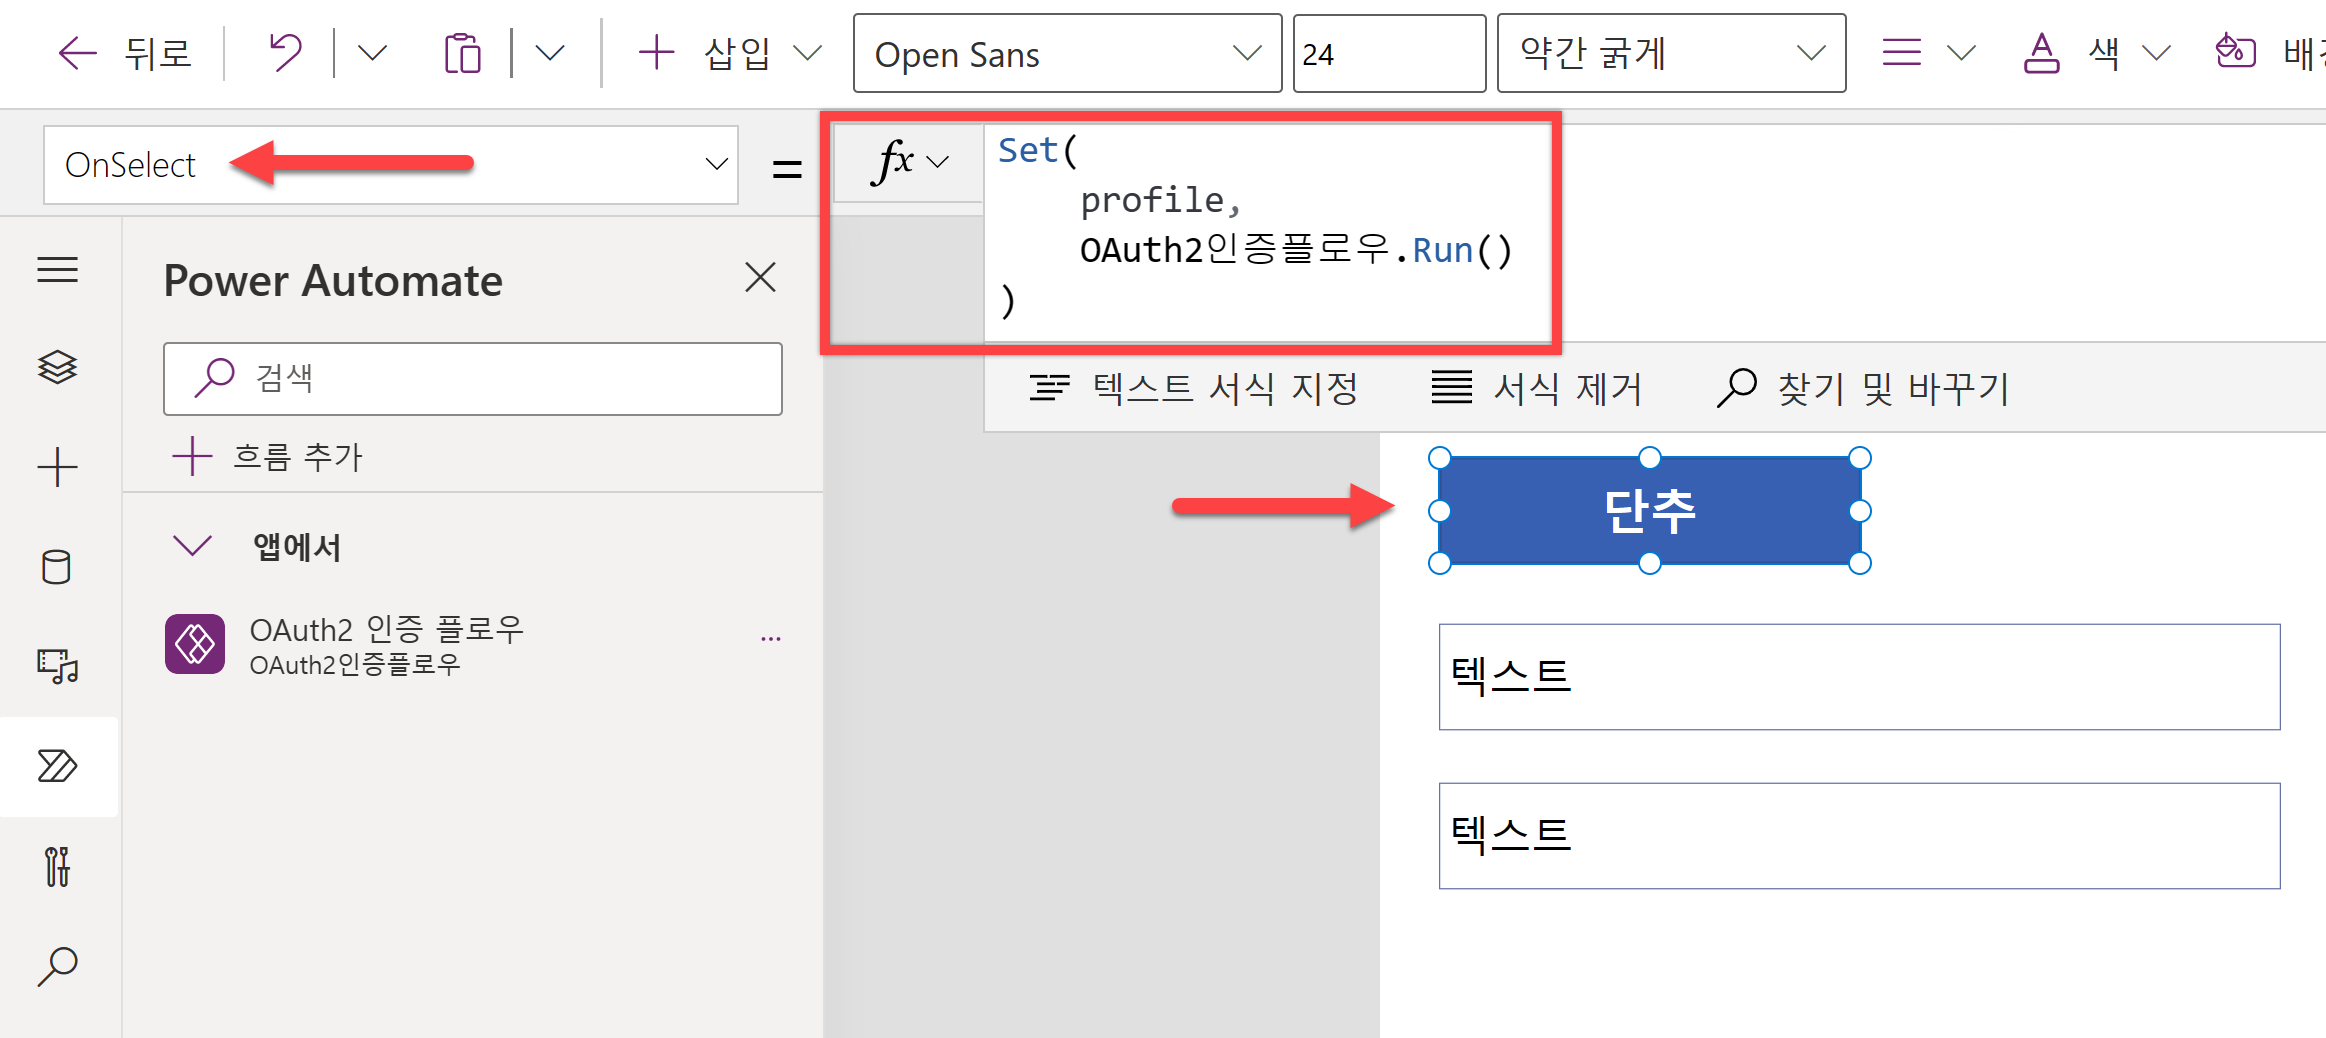 뒤로
삽입
Open Sans
24
약간 굵게
색
OnSelect
=
fx
Set(
profile,
OAuth2인증플로우.Run()
)
텍스트 서식 지정
서식 제거
찾기 및 바꾸기
Power Automate
검색
흐름 추가
앱에서
OAuth2 인증 플로우
OAuth2인증플로우
...
단추
텍스트
텍스트